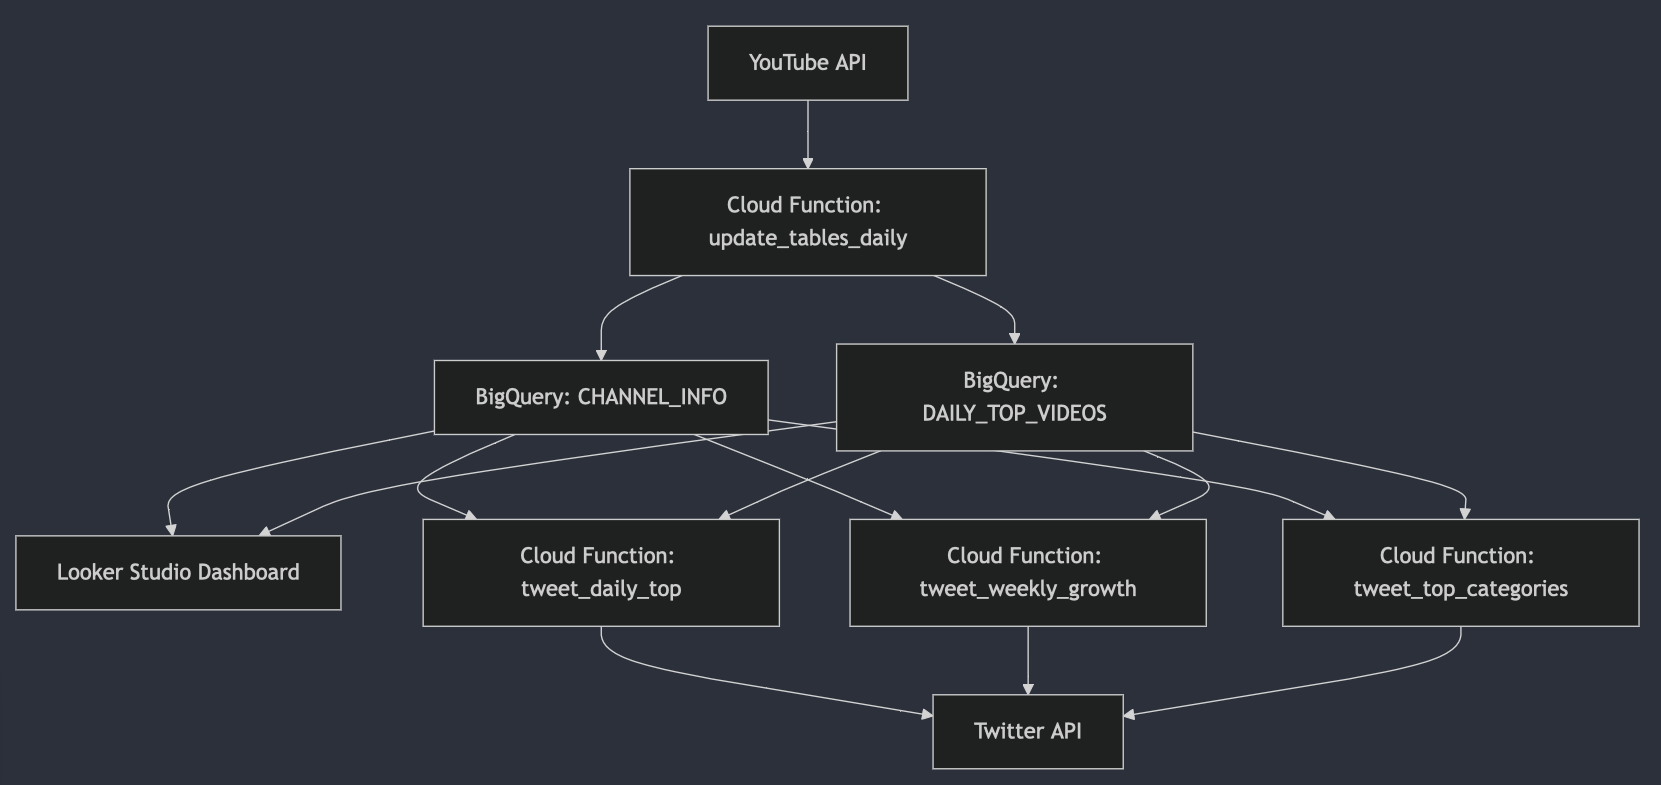 YouTube API
Cloud Function:
update_tables_daily
BigQuery: CHANNEL_INFO
BigQuery:
DAILY_TOP_VIDEOS
Looker Studio Dashboard
Cloud Function:
tweet_daily_top
Cloud Function:
tweet_weekly_growth
Cloud Function:
tweet_top_categories
Twitter API